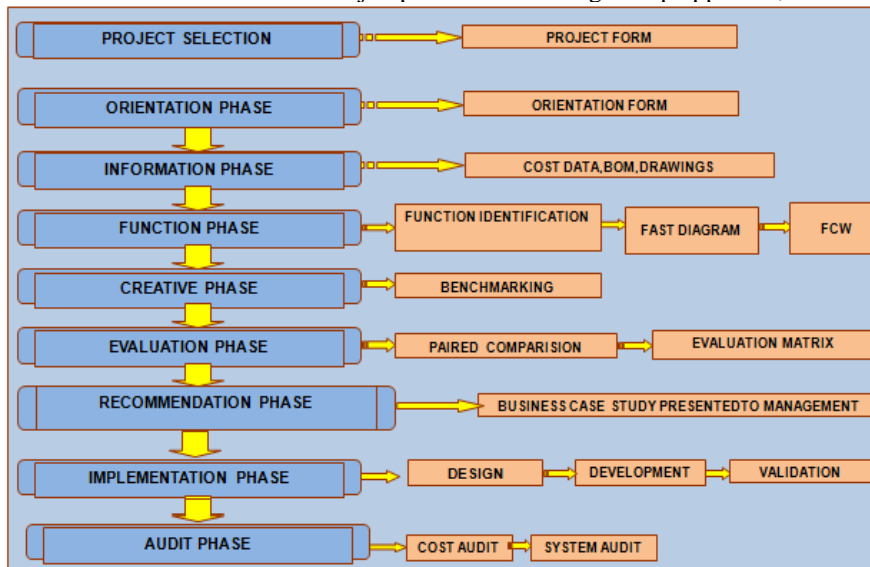 PROJECT SELECTION
PROJECT FORM
ORIENTATION PHASE
ORIENTATION FORM
INFORMATION PHASE
COST DATA,BOM,DRAWINGS
FUNCTION PHASE
FUNCTION IDENTIFICATION
FAST DIAGRAM
FCW
CREATIVE PHASE
BENCHMARKING
EVALUATION PHASE
PAIRED COMPARISION
EVALUATION MATRIX
RECOMMENDATION PHASE
BUSINESS CASE STUDY PRESENTEDTO MANAGEMENT
IMPLEMENTATION PHASE
DESIGN
DEVELOPMENT
VALIDATION
AUDIT PHASE
COST AUDIT
SYSTEM AUDIT